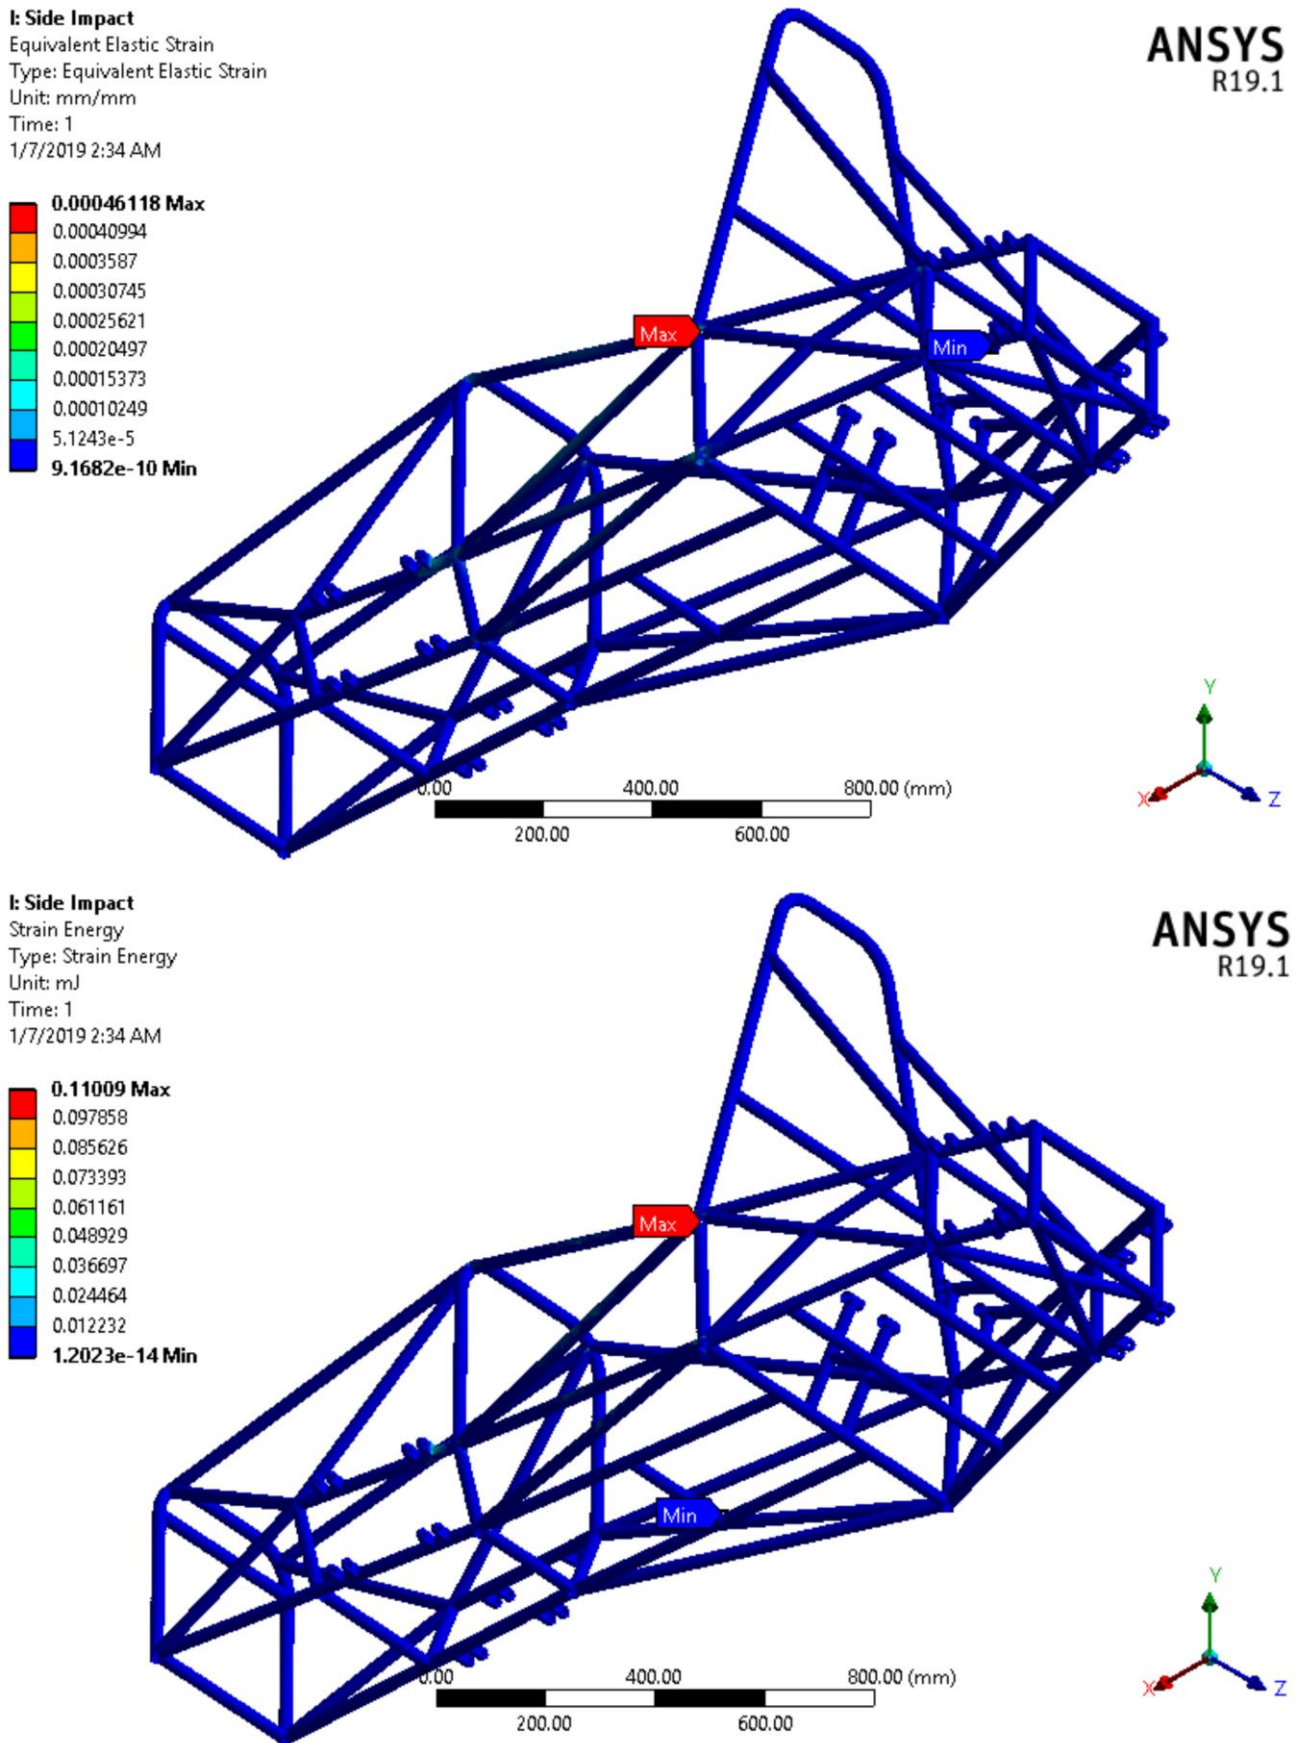 I: Side Impact
Equivalent Elastic Strain
Type: Equivalent Elastic Strain
Unit: mm/mm
Time: 1
1/7/2019 2:34 AM
ANSYS
R19.1
0.00046118 Max
0.00040994
0.0003587
0.00030745
0.00025621
0.00020497
0.00015373
0.00010249
5.1243e-5
9.1682e-10 Min
Max
Min
0.00 400.00 800.00 (mm)
200.00 600.00
Y
X
Z
I: Side Impact
Strain Energy
Type: Strain Energy
Unit: mJ
Time: 1
1/7/2019 2:34 AM
ANSYS
R19.1
0.11009 Max
0.097858
0.085626
0.073393
0.061161
0.048929
0.036697
0.024464
0.012232
1.2023e-14 Min
Max
Min
0.00 400.00 800.00 (mm)
200.00 600.00
Y
X
Z